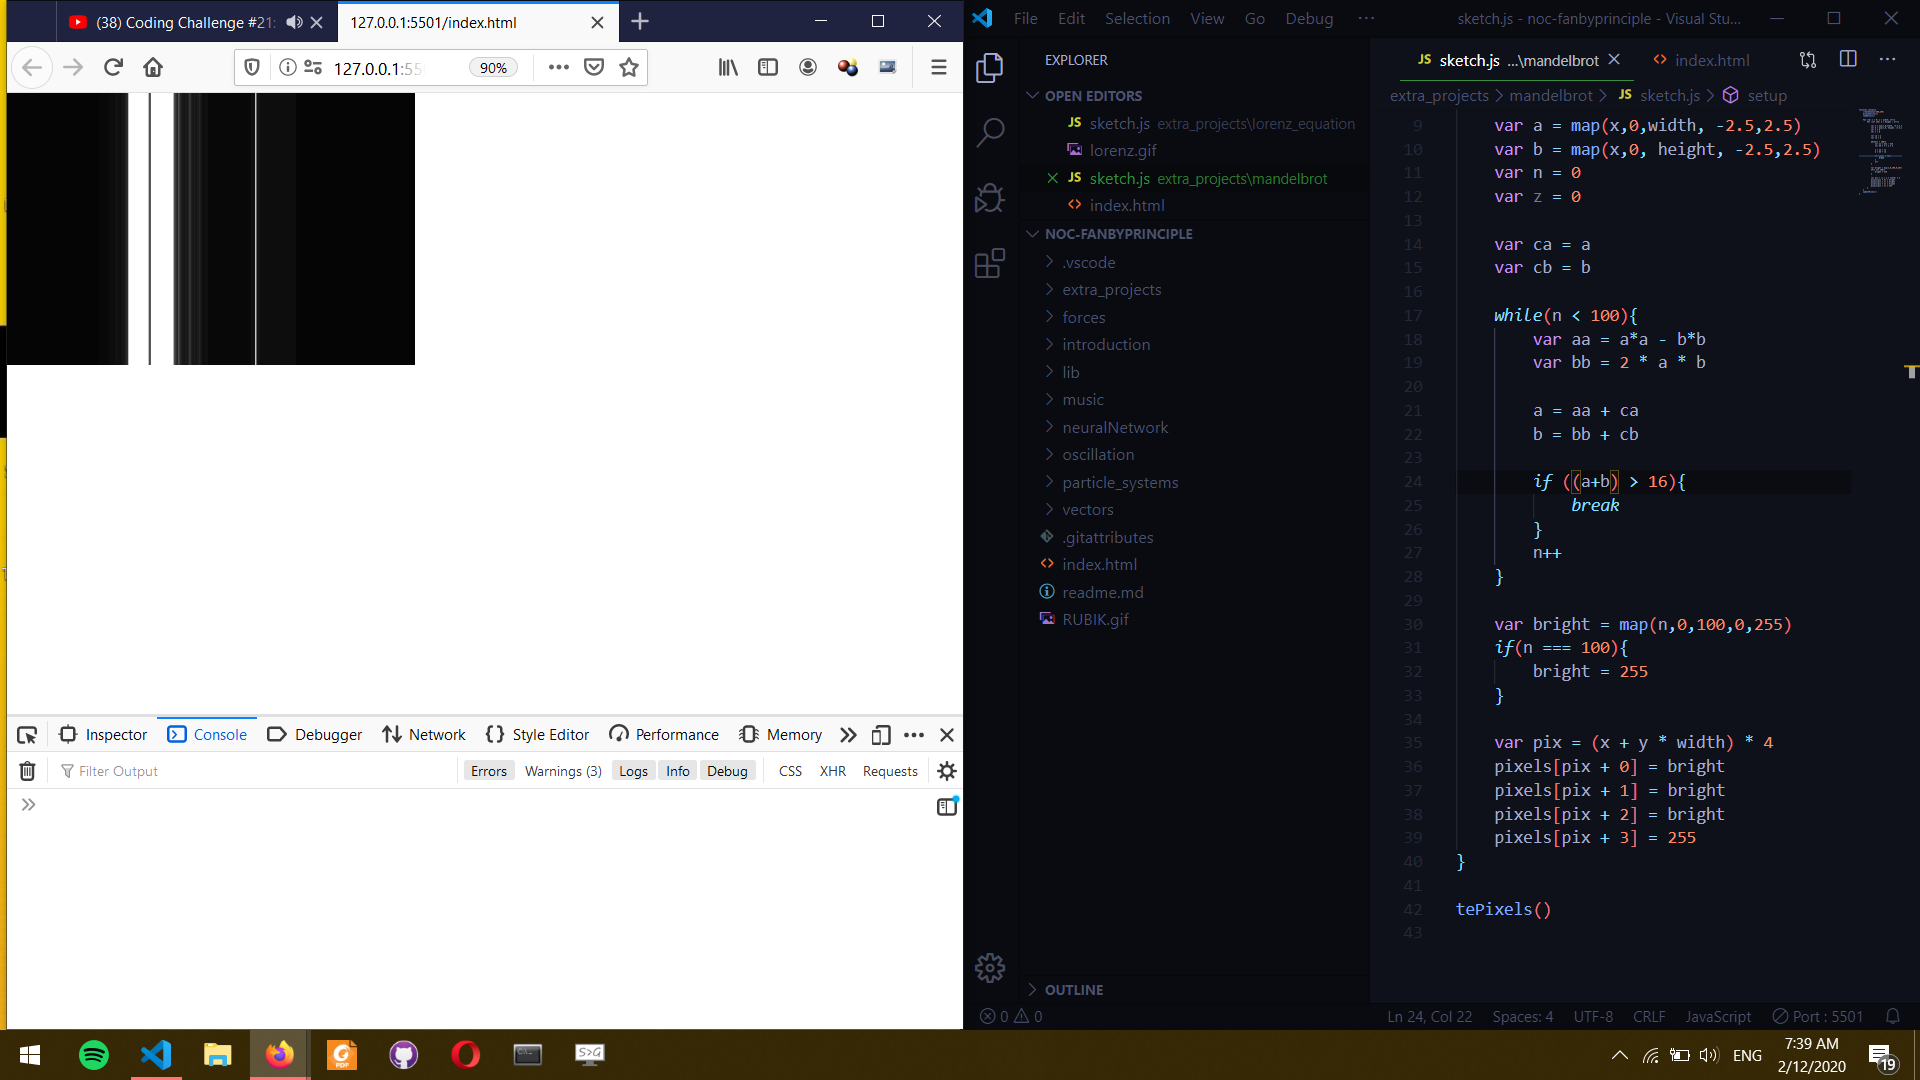 (38) Coding Challenge #21:
127.0.0.1:5501/index.html
127.0.0.1:55
90%
Inspector
Console
Debugger
Network
Style Editor
Performance
Memory
Filter Output
Errors
Warnings (3)
Logs
Info
Debug
CSS
XHR
Requests
File Edit Selection View Go Debug ...
sketch.js - noc-fanbyprinciple - Visual Stu...
EXPLORER
OPEN EDITORS
JS sketch.js extra_projects\lorenz_equation
lorenz.gif
JS sketch.js extra_projects\mandelbrot
index.html
NOC-FANBYPRINCIPLE
.vscode
extra_projects
forces
introduction
lib
music
neuralNetwork
oscillation
particle_systems
vectors
.gitattributes
index.html
readme.md
RUBIK.gif
OUTLINE
JS sketch.js ...\mandelbrot
index.html
extra_projects > mandelbrot > JS sketch.js > setup
9 var a = map(x,0,width, -2.5,2.5)
10 var b = map(x,0, height, -2.5,2.5)
11 var n = 0
12 var z = 0
13
14 var ca = a
15 var cb = b
16
17 while(n < 100){
18 var aa = a*a - b*b
19 var bb = 2 * a * b
20
21 a = aa + ca
22 b = bb + cb
23
24 if ((a+b) > 16){
25 break
26 }
27 n++
28 }
29
30 var bright = map(n,0,100,0,255)
31 if(n === 100){
32 bright = 255
33 }
34
35 var pix = (x + y * width) * 4
36 pixels[pix + 0] = bright
37 pixels[pix + 1] = bright
38 pixels[pix + 2] = bright
39 pixels[pix + 3] = 255
40 }
41
42 tePixels()
43
0 0
Ln 24, Col 22
Spaces: 4
UTF-8
CRLF
JavaScript
Port : 5501
ENG
7:39 AM
2/12/2020
19